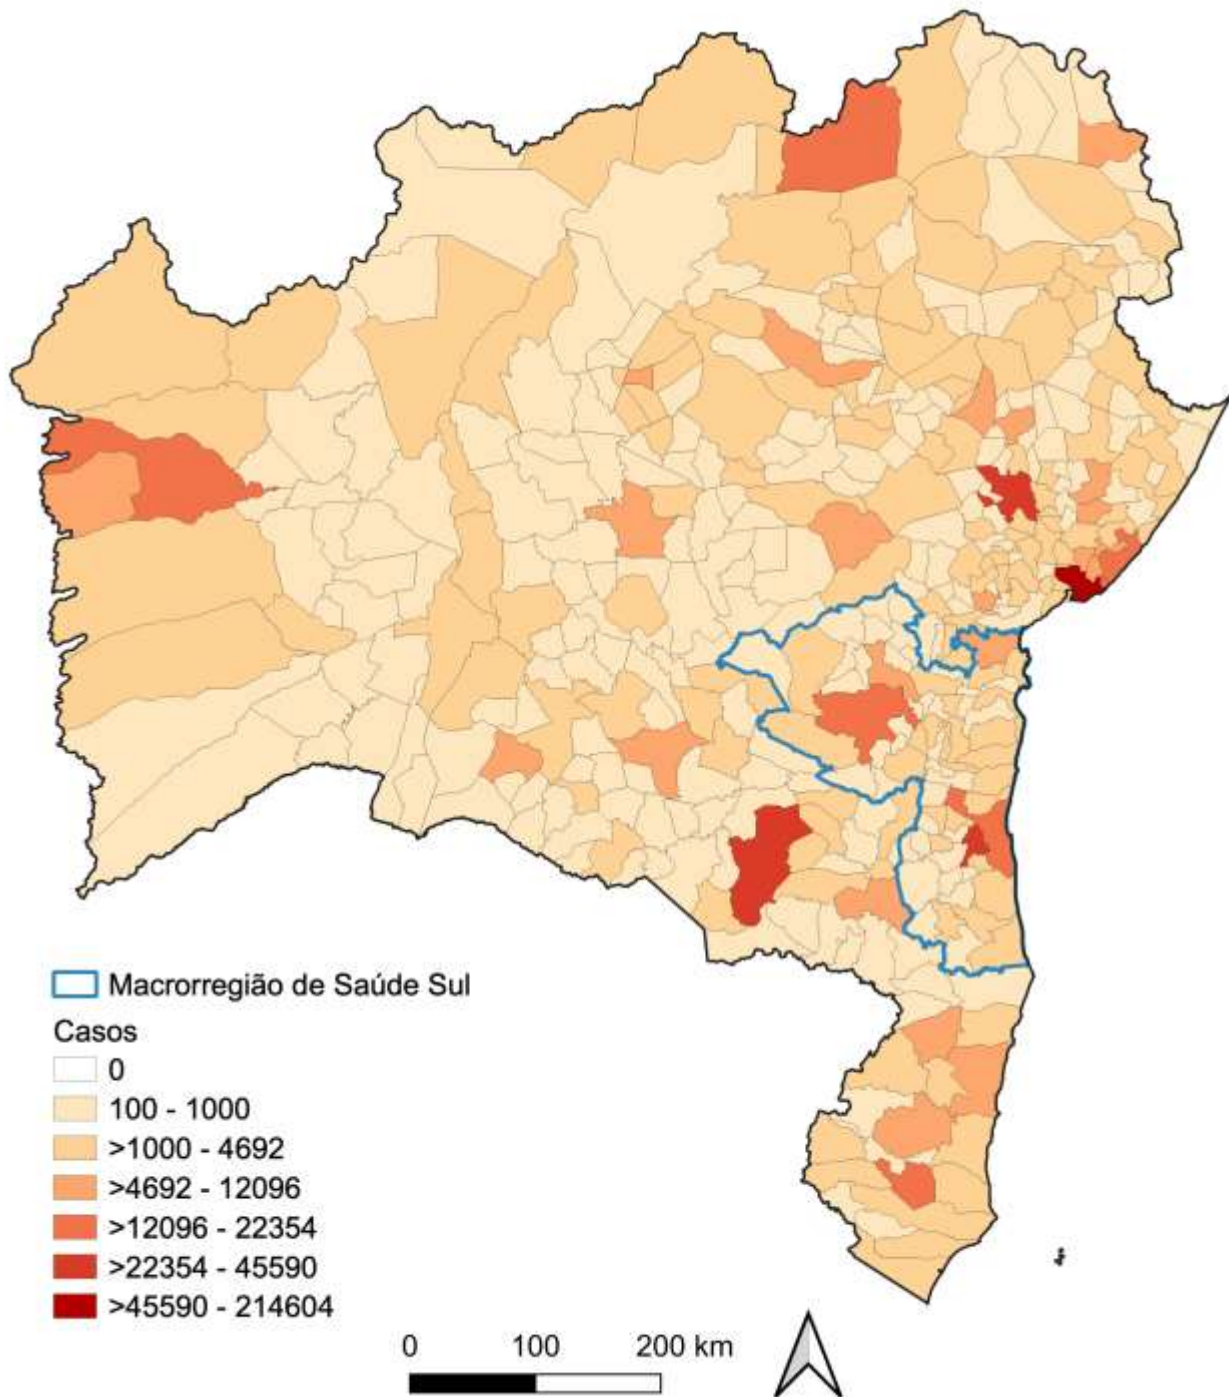 Macrorregião de Saúde Sul
Casos
0
100 - 1000
>1000 - 4692
>4692 - 12096
>12096 - 22354
>22354 - 45590
>45590 - 214604
0 100 200 km